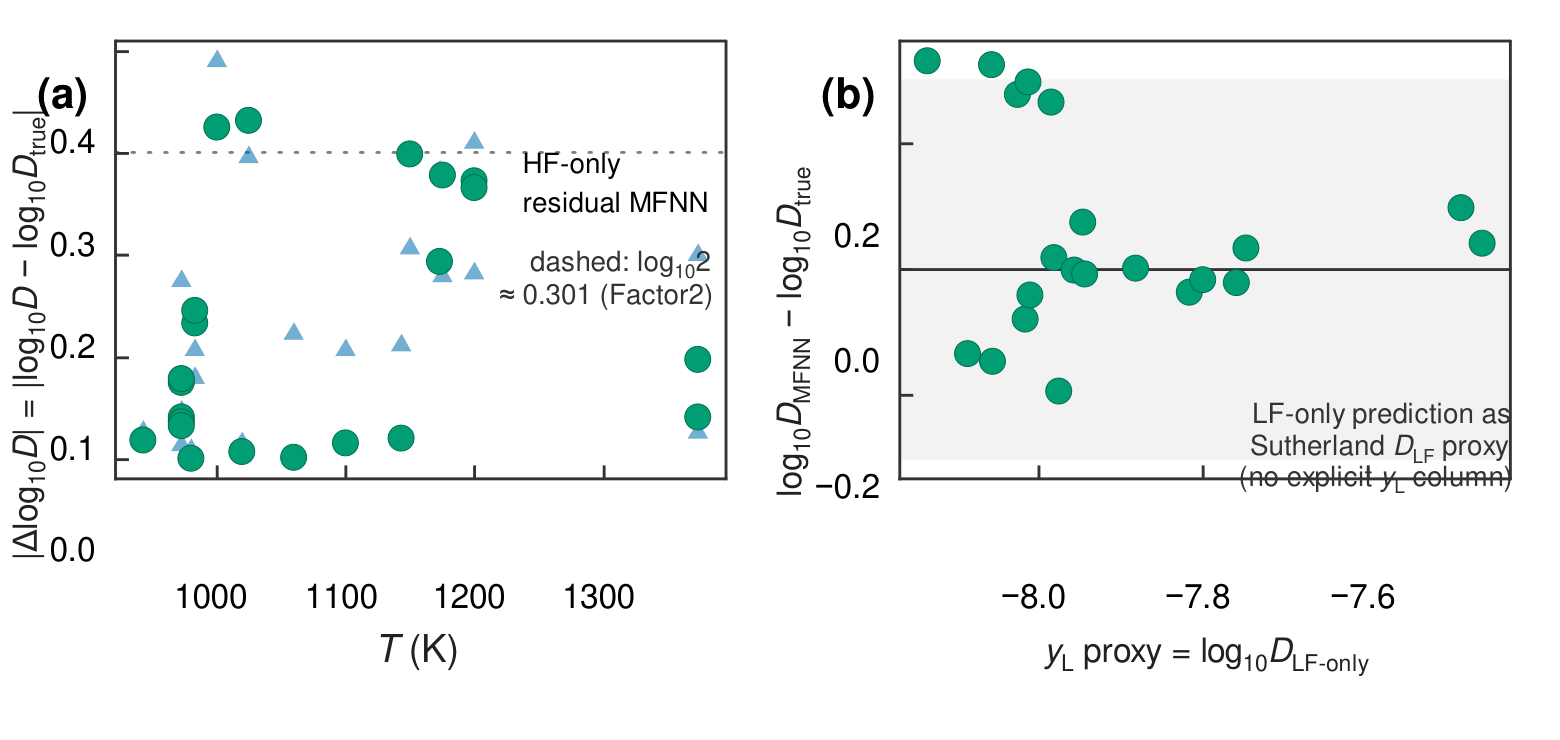 (a)
|Δlog10D| = |log10D − log10Dtrue|
0.4
0.3
0.2
0.1
0.0
HF-only
residual MFNN
dashed: log102
≈ 0.301 (Factor2)
1000 1100 1200 1300
T (K)
(b)
log10DMFNN − log10Dtrue
0.2
0.0
−0.2
LF-only prediction as
Sutherland DLF proxy
(no explicit yL column)
−8.0 −7.8 −7.6
yL proxy = log10DLF-only